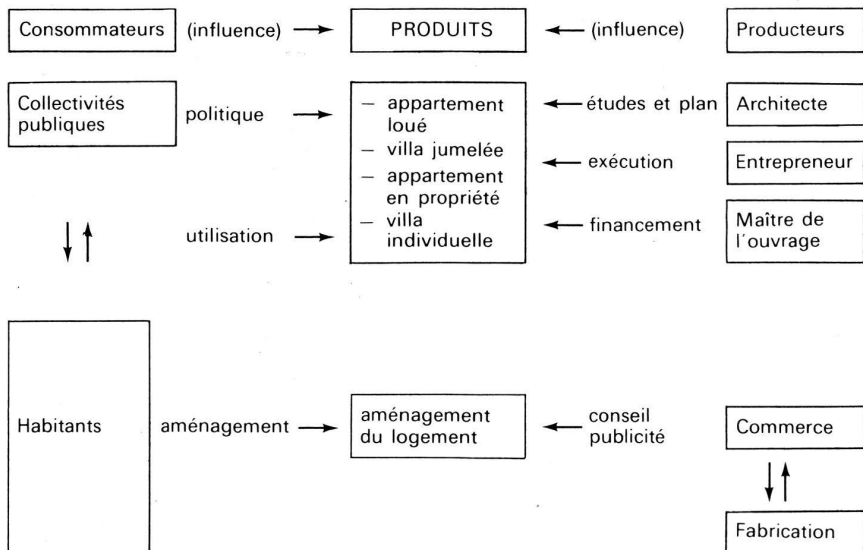 Consommateurs (influence) → PRODUITS ← (influence) Producteurs
Collectivités
publiques
politique →
– appartement
loué
– villa jumelée
– appartement
en propriété
– villa
individuelle
← études et plan Architecte
← exécution Entrepreneur
utilisation →
← financement Maître de
l'ouvrage
↓↑
Habitants aménagement →
aménagement
du logement
← conseil
publicité
Commerce
↓↑
Fabrication